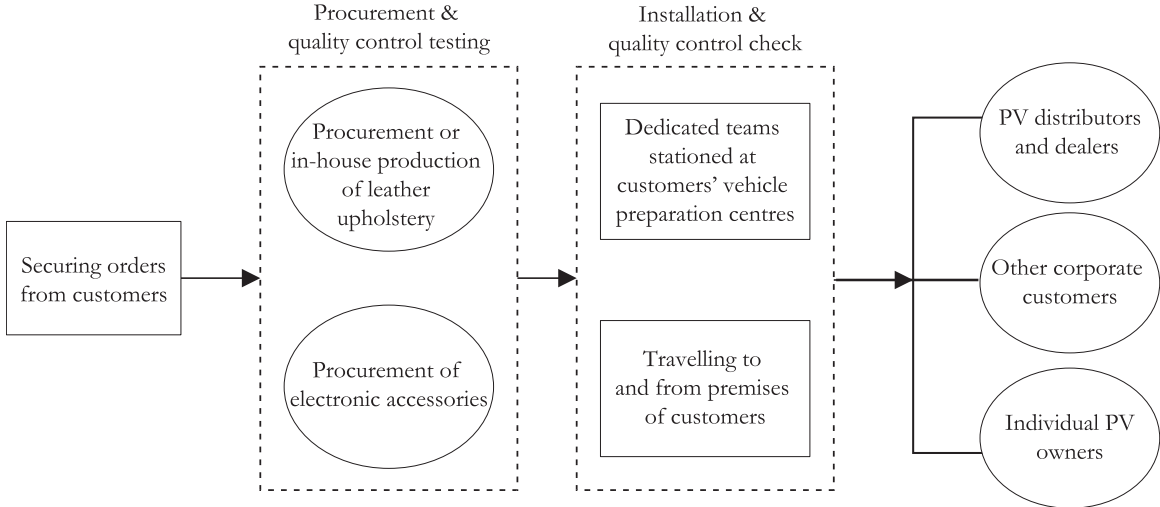 Procurement &
quality control testing
Installation &
quality control check
Securing orders
from customers
Procurement or
in-house production
of leather
upholstery
Procurement of
electronic accessories
Dedicated teams
stationed at
customers’ vehicle
preparation centres
Travelling to
and from premises
of customers
PV distributors
and dealers
Other corporate
customers
Individual PV
owners